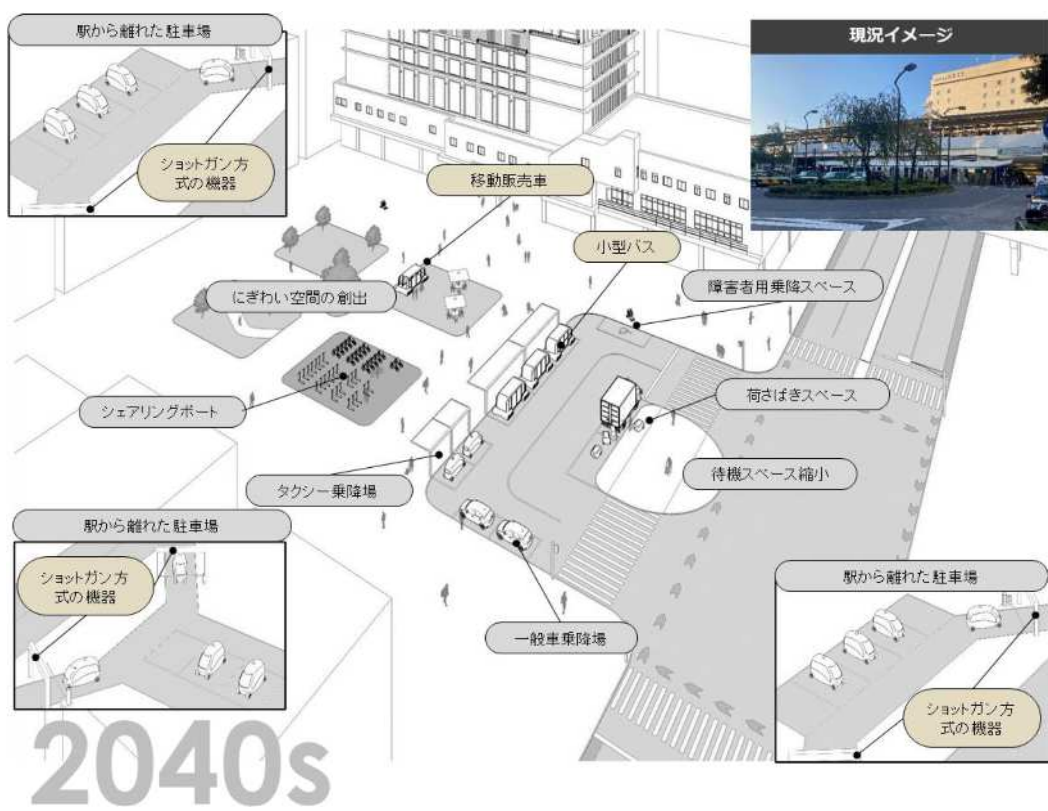 駅から離れた駐車場
ショットガン方
式の機器
現況イメージ
移動販売車
小型バス
にぎわい空間の創出
障害者用乗降スペース
シェアリングポート
荷さばきスペース
タクシー乗降場
待機スペース縮小
駅から離れた駐車場
ショットガン方
式の機器
一般車乗降場
駅から離れた駐車場
ショットガン方
式の機器
2040s